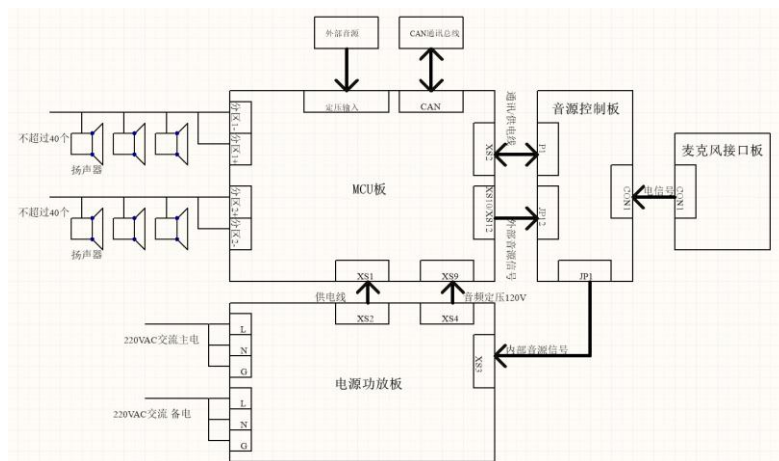 外部音源
CAN通讯总线
定压输入
CAN
通讯/供电线
音源控制板
不超过40个
扬声器
分区1-
分区1+
MCU板
XS2
P1
麦克风接口板
不超过40个
扬声器
分区2+
分区2-
XS10/XS12
外部音源信号
JP12
CON1
电信号
CON1
XS1
XS9
JP1
供电线
音频定压120V
XS2
XS4
220VAC交流主电
L
N
G
XS3
内部音源信号
电源功放板
220VAC交流 备电
L
N
G